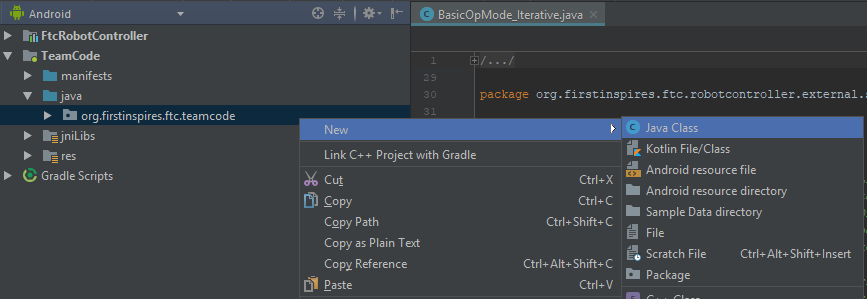 Android
BasicOpMode_Iterative.java
FtcRobotController
TeamCode
manifests
java
org.firstinspires.ftc.teamcode
jniLibs
res
Gradle Scripts
1 /.../
29
30 package org.firstinspires.ftc.robotcontroller.external.
31
New
Link C++ Project with Gradle
Cut Ctrl+X
Copy Ctrl+C
Copy Path Ctrl+Shift+C
Copy as Plain Text
Copy Reference Ctrl+Alt+Shift+C
Paste Ctrl+V
Java Class
Kotlin File/Class
Android resource file
Android resource directory
Sample Data directory
File
Scratch File Ctrl+Alt+Shift+Insert
Package